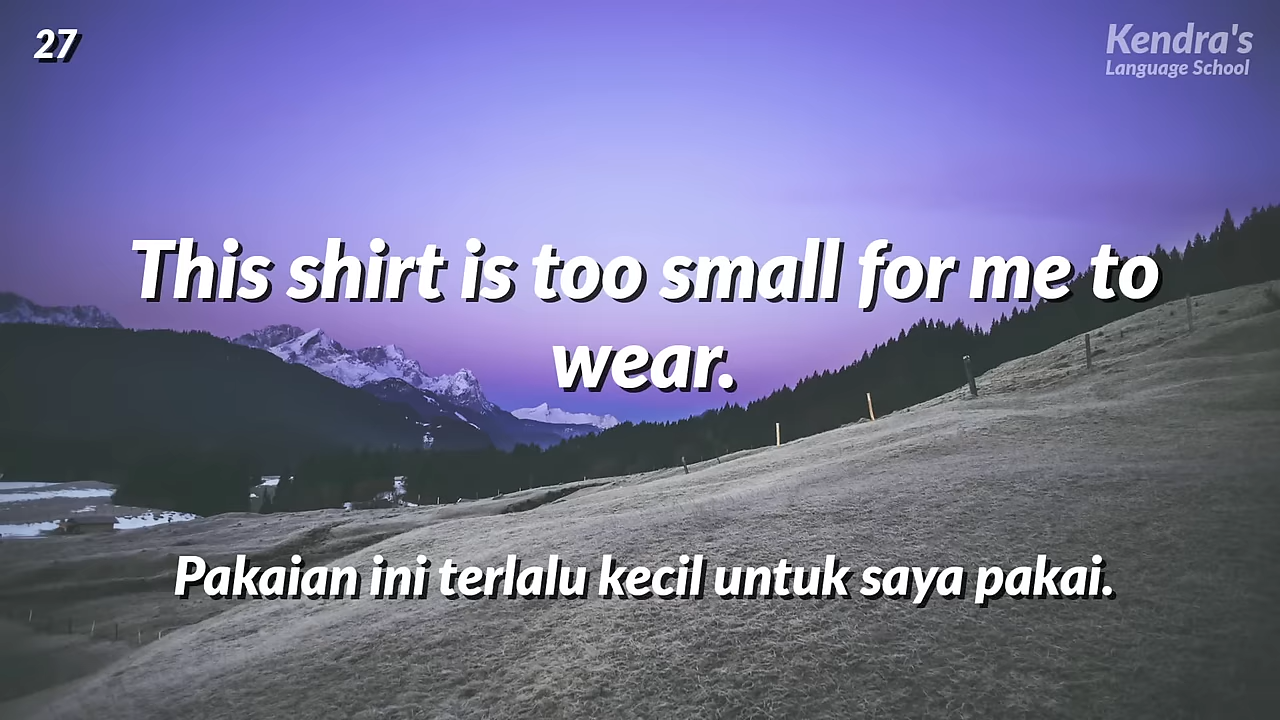 27
Kendra's
Language School
This shirt is too small for me to
wear.
Pakaian ini terlalu kecil untuk saya pakai.